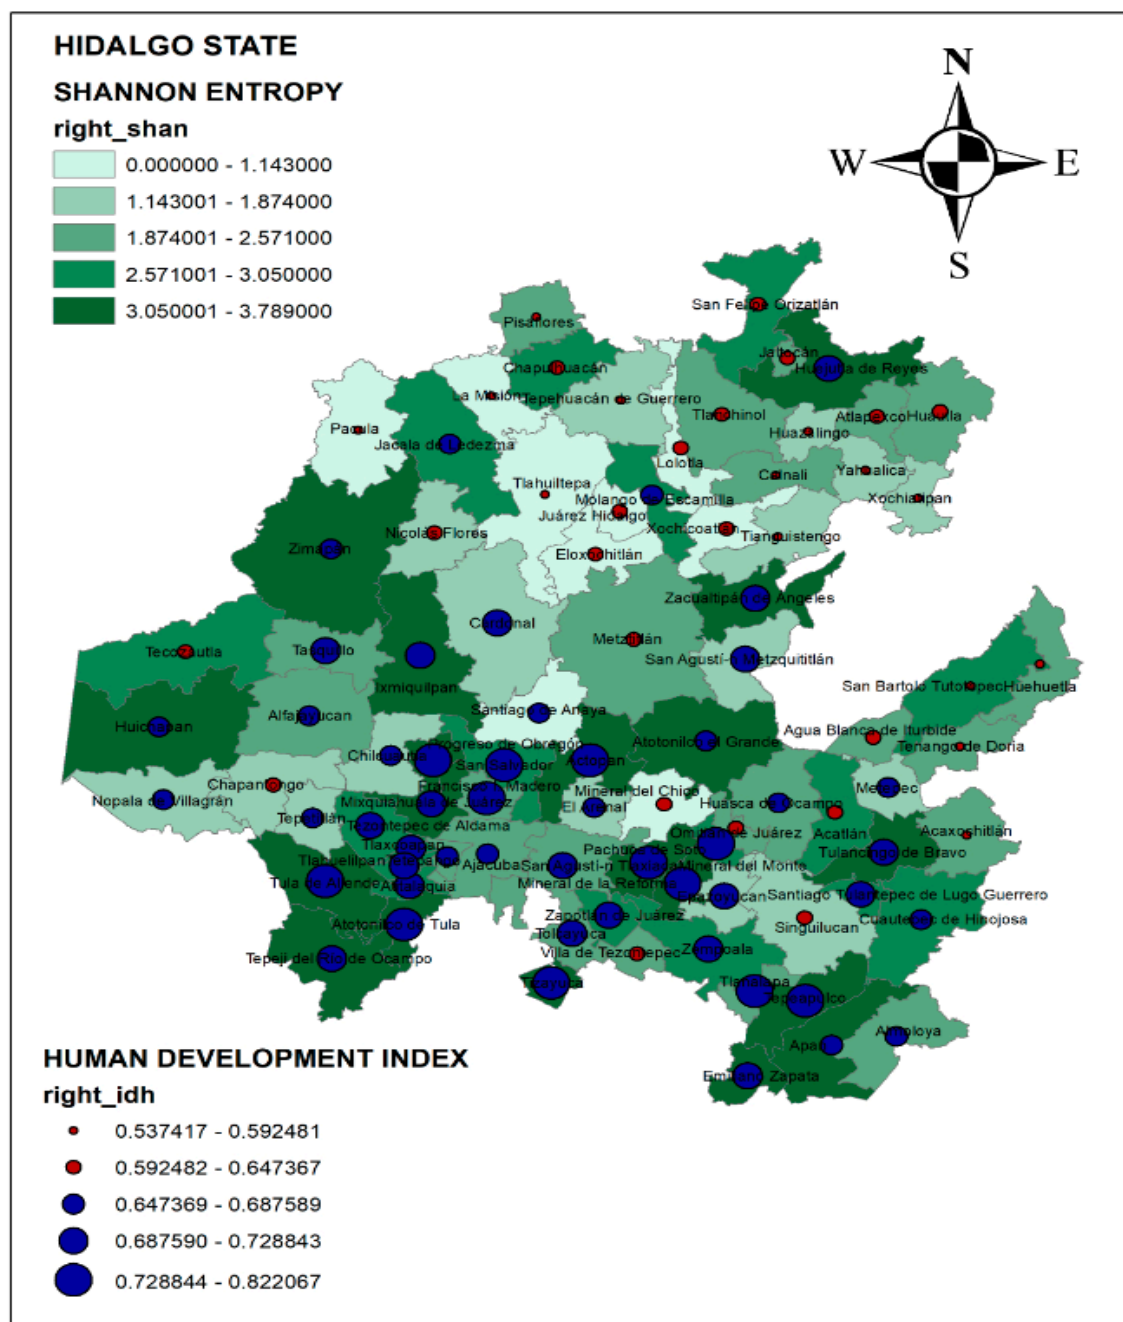 HIDALGO STATE
SHANNON ENTROPY
right_shan
0.000000 - 1.143000
1.143001 - 1.874000
1.874001 - 2.571000
2.571001 - 3.050000
3.050001 - 3.789000
N
W
E
S
San Felipe Orizatlán
Pisaflores
Jaltocán
Chapulhuacán
Huejutla de Reyes
La Misión
Tepehuacán de Guerrero
Tlanchinol
Atlapexco
Huautla
Pacula
Huazalingo
Jacala de Ledezma
Lolotla
Calnali
Yahualica
Tlahuiltepa
Molango de Escamilla
Xochiatipan
Juárez Hidalgo
Nicolás Flores
Xochicoatlán
Tianguistengo
Zimapán
Eloxochitlán
Zacualtipán de Ángeles
Cardonal
Metztitlán
Tecozautla
Tasquillo
San Agustí-n Metzquititlán
Ixmiquilpan
San Bartolo Tutotepec
Huehuetla
Alfajayucan
Santiago de Anaya
Huichapan
Agua Blanca de Iturbide
Atotonilco el Grande
Tenango de Doria
Progreso de Obregón
Chilcuautla
San Salvador
Actopan
Chapantongo
Francisco I. Madero
Mineral del Chico
Metepec
Nopala de Villagrán
Mixquiahuala de Juárez
El Arenal
Huasca de Ocampo
Tepetitlán
Tezontepec de Aldama
Omitlán de Juárez
Acatlán
Acaxochitlán
Tlaxcoapan
Pachuca de Soto
Tulancingo de Bravo
Tlahuelilpan
Tetepango
Ajacuba
San Agustí-n Tlaxiaca
Mineral del Monte
Tula de Allende
Mineral de la Reforma
Atitalaquia
Epazoyucan
Santiago Tulantepec de Lugo Guerrero
Zapotlán de Juárez
Cuautepec de Hinojosa
Atotonilco de Tula
Singuilucan
Tolcayuca
Tepeji del Río de Ocampo
Villa de Tezontepec
Zempoala
Tizayuca
Tlanalapa
Tepeapulco
Almoloya
Apan
Emiliano Zapata
HUMAN DEVELOPMENT INDEX
right_idh
0.537417 - 0.592481
0.592482 - 0.647367
0.647369 - 0.687589
0.687590 - 0.728843
0.728844 - 0.822067